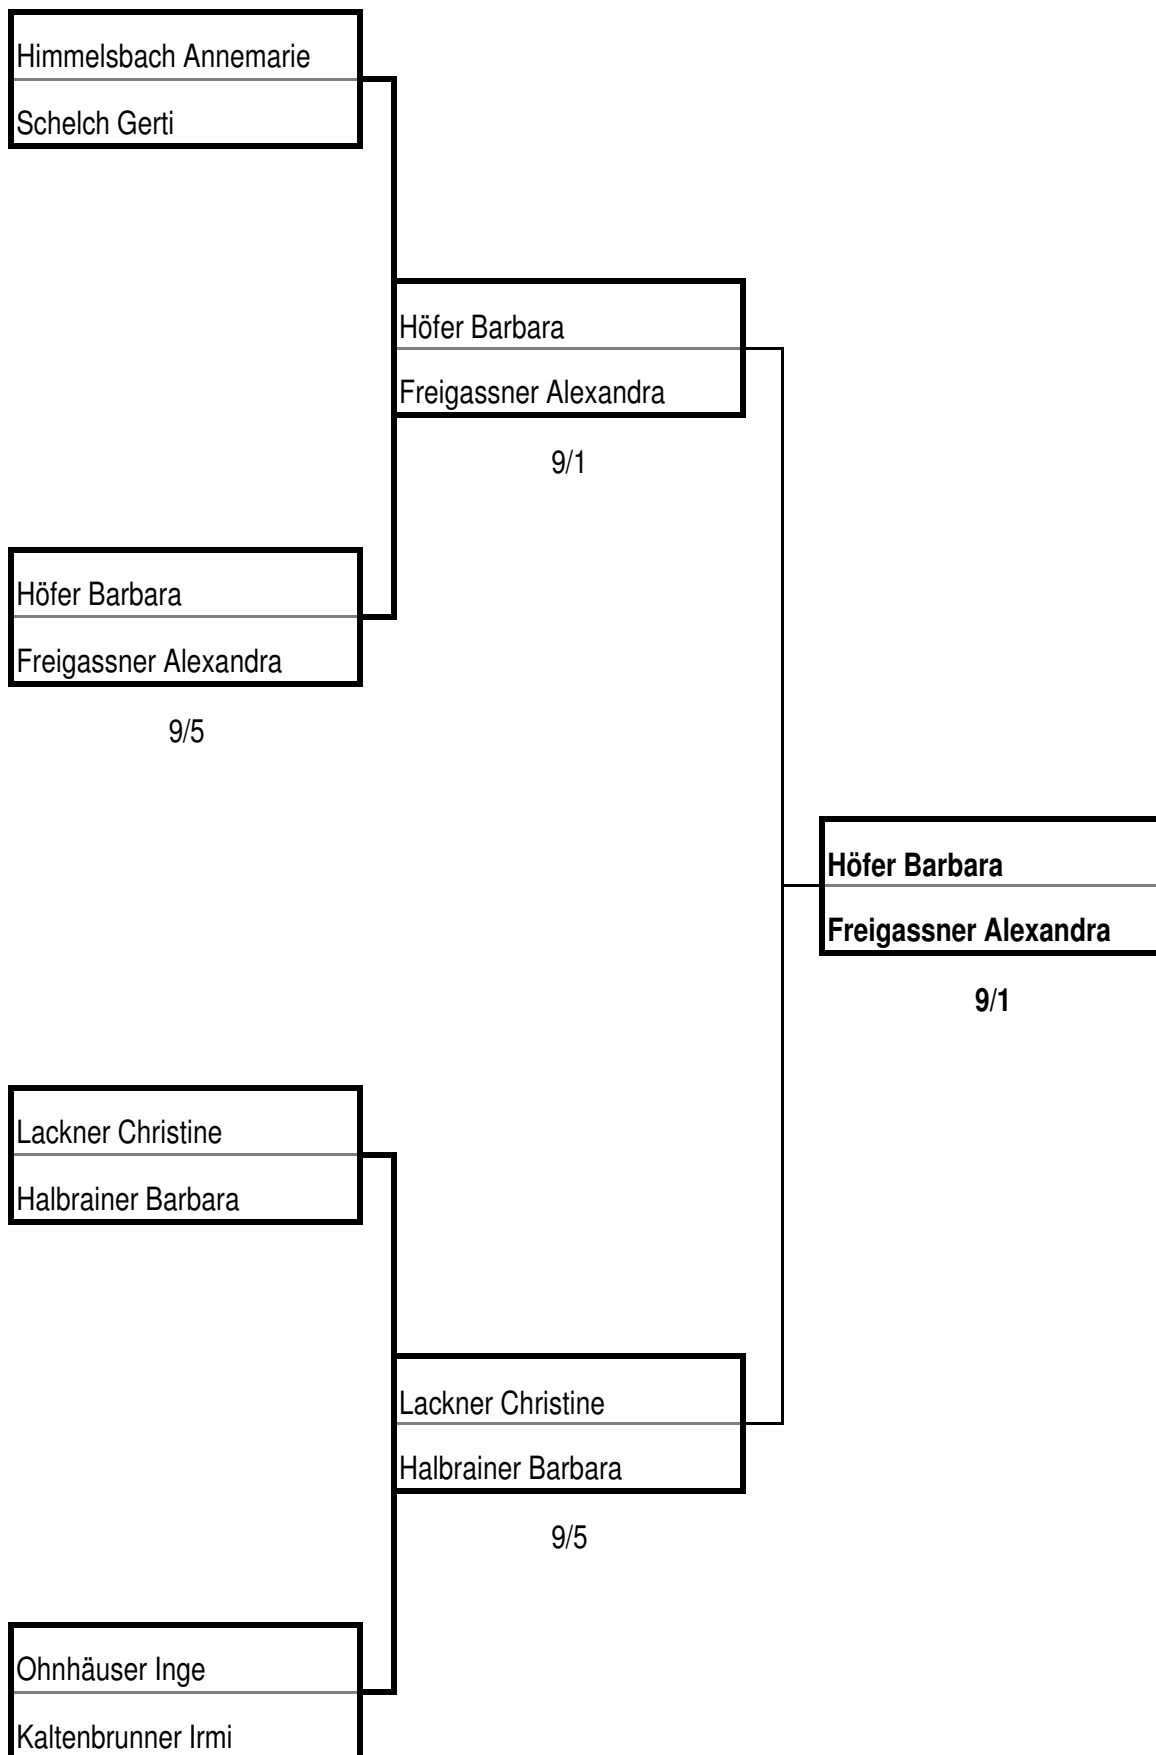 Himmelsbach Annemarie
Schelch Gerti
Höfer Barbara
Freigassner Alexandra
9/1
Höfer Barbara
Freigassner Alexandra
9/5
Höfer Barbara
Freigassner Alexandra
9/1
Lackner Christine
Halbrainer Barbara
Lackner Christine
Halbrainer Barbara
9/5
Ohnhäuser Inge
Kaltenbrunner Irmi